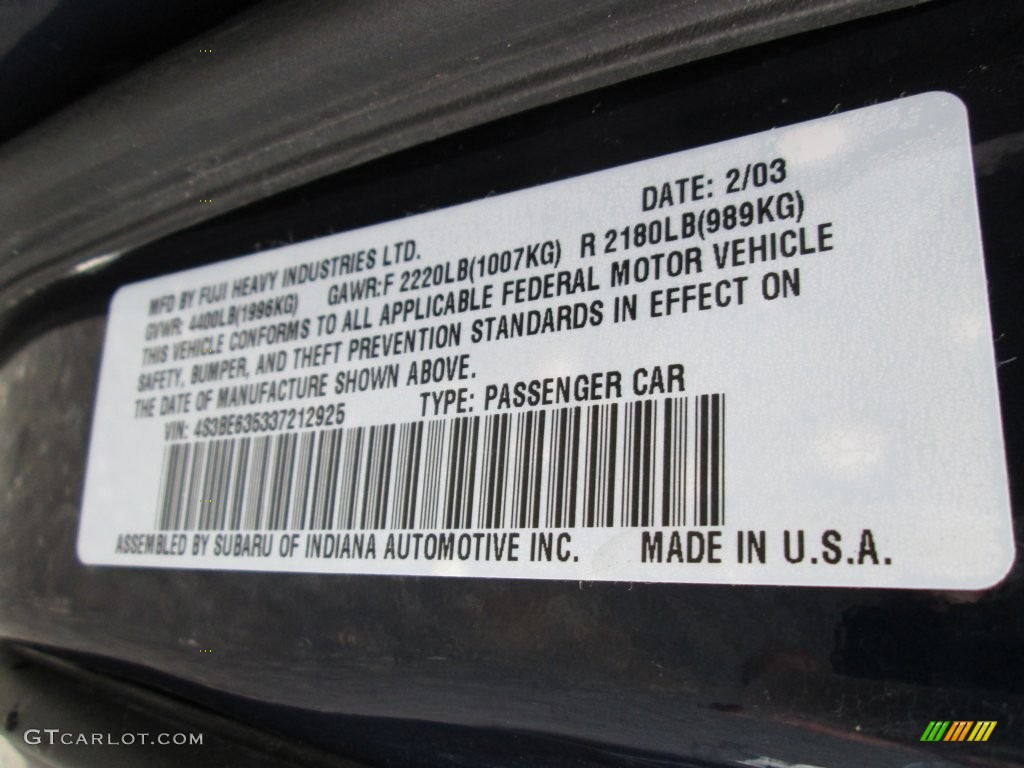 MFD BY FUJI HEAVY INDUSTRIES LTD. DATE: 2/03
GVWR: 4400LB(1996KG) GAWR:F 2220LB(1007KG) R 2180LB(989KG)
THIS VEHICLE CONFORMS TO ALL APPLICABLE FEDERAL MOTOR VEHICLE
SAFETY, BUMPER, AND THEFT PREVENTION STANDARDS IN EFFECT ON
THE DATE OF MANUFACTURE SHOWN ABOVE.
VIN: 4S3BE635337212925 TYPE: PASSENGER CAR
ASSEMBLED BY SUBARU OF INDIANA AUTOMOTIVE INC. MADE IN U.S.A.
GTCARLOT.COM